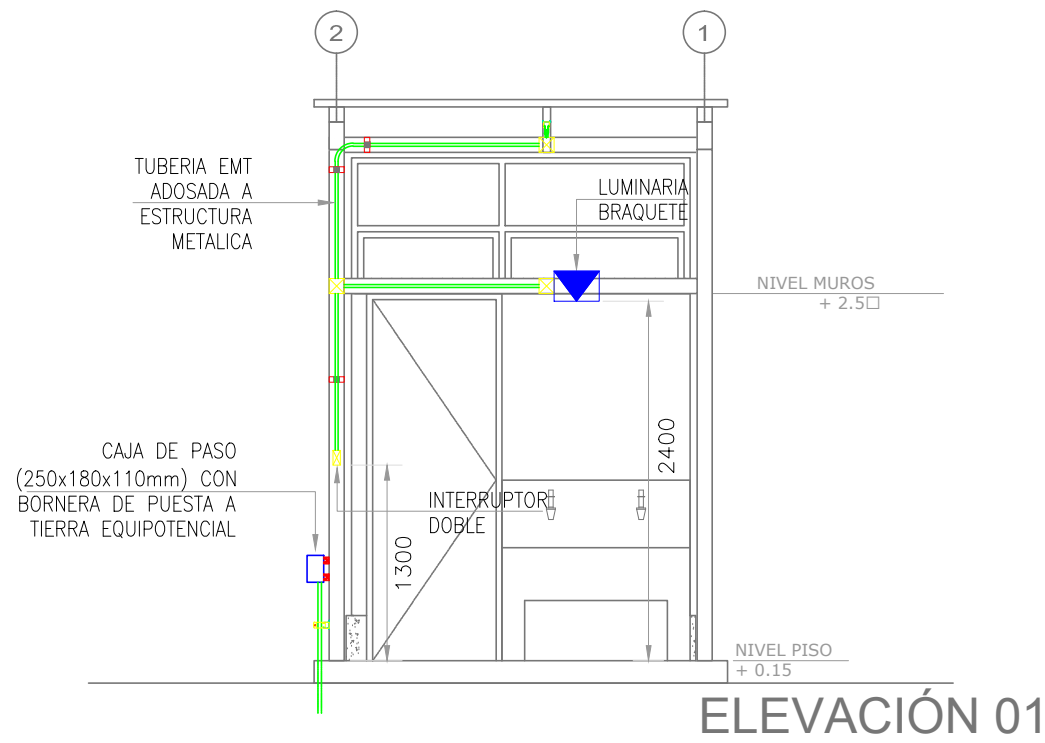 2
1
TUBERIA EMT
ADOSADA A
ESTRUCTURA
METALICA
LUMINARIA
BRAQUETE
NIVEL MUROS
+ 2.5□
2400
CAJA DE PASO
(250x180x110mm) CON
BORNERA DE PUESTA A
TIERRA EQUIPOTENCIAL
INTERRUPTOR
DOBLE
1300
NIVEL PISO
+ 0.15
ELEVACIÓN 01